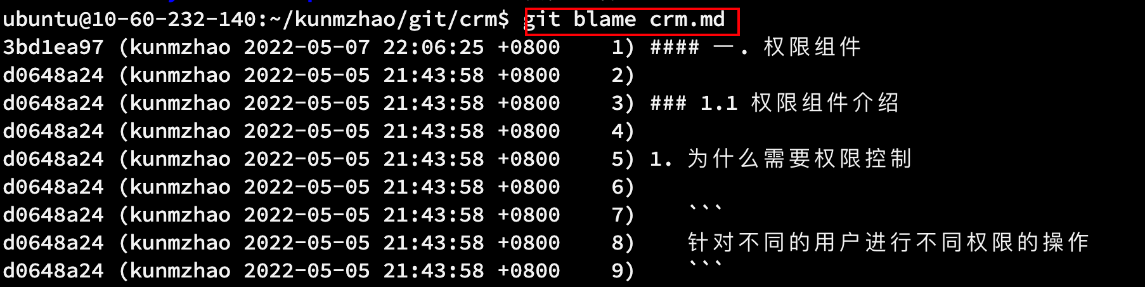 ubuntu@10-60-232-140:~/kunmzhao/git/crm$ git blame crm.md
3bd1ea97 (kunmzhao 2022-05-07 22:06:25 +0800    1) #### 一. 权限组件
d0648a24 (kunmzhao 2022-05-05 21:43:58 +0800    2)
d0648a24 (kunmzhao 2022-05-05 21:43:58 +0800    3) ### 1.1 权限组件介绍
d0648a24 (kunmzhao 2022-05-05 21:43:58 +0800    4)
d0648a24 (kunmzhao 2022-05-05 21:43:58 +0800    5) 1. 为什么需要权限控制
d0648a24 (kunmzhao 2022-05-05 21:43:58 +0800    6)
d0648a24 (kunmzhao 2022-05-05 21:43:58 +0800    7)    ```
d0648a24 (kunmzhao 2022-05-05 21:43:58 +0800    8)    针对不同的用户进行不同权限的操作
d0648a24 (kunmzhao 2022-05-05 21:43:58 +0800    9)    ```